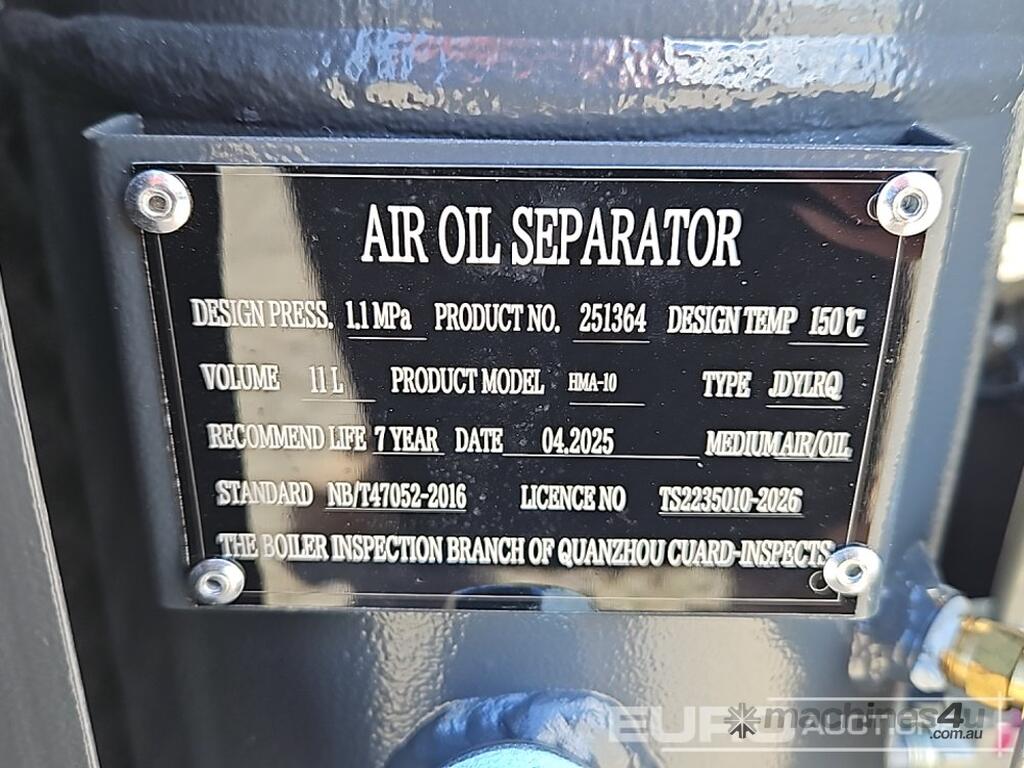 AIR OIL SEPARATOR
DESIGN PRESS. 1.1 MPa PRODUCT NO. 251364 DESIGN TEMP 150℃
VOLUME 11 L PRODUCT MODEL HMA-10 TYPE JDYLRQ
RECOMMEND LIFE 7 YEAR DATE 04.2025 MEDIUM AIR/OIL
STANDARD NB/T47052-2016 LICENCE NO TS2235010-2026
THE BOILER INSPECTION BRANCH OF QUANZHOU CUARD-INSPECTS
EURO AUCTIONS
machines4u
.com.au